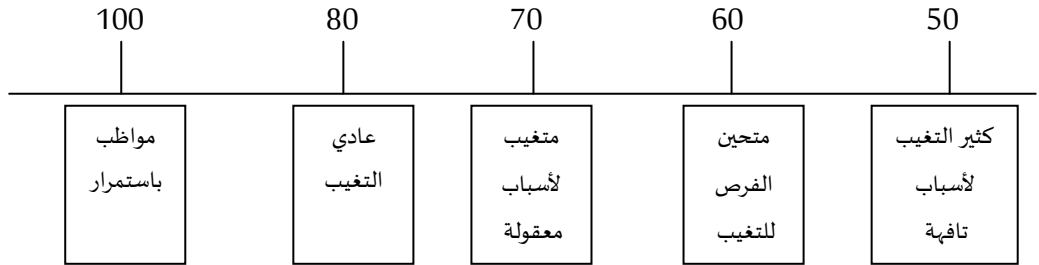 100 80 70 60 50
مواظب
باستمرار
عادي
التغيب
متغيب
لأسباب
معقولة
متحين
الفرص
للتغيب
كثير التغيب
لأسباب
تافهة